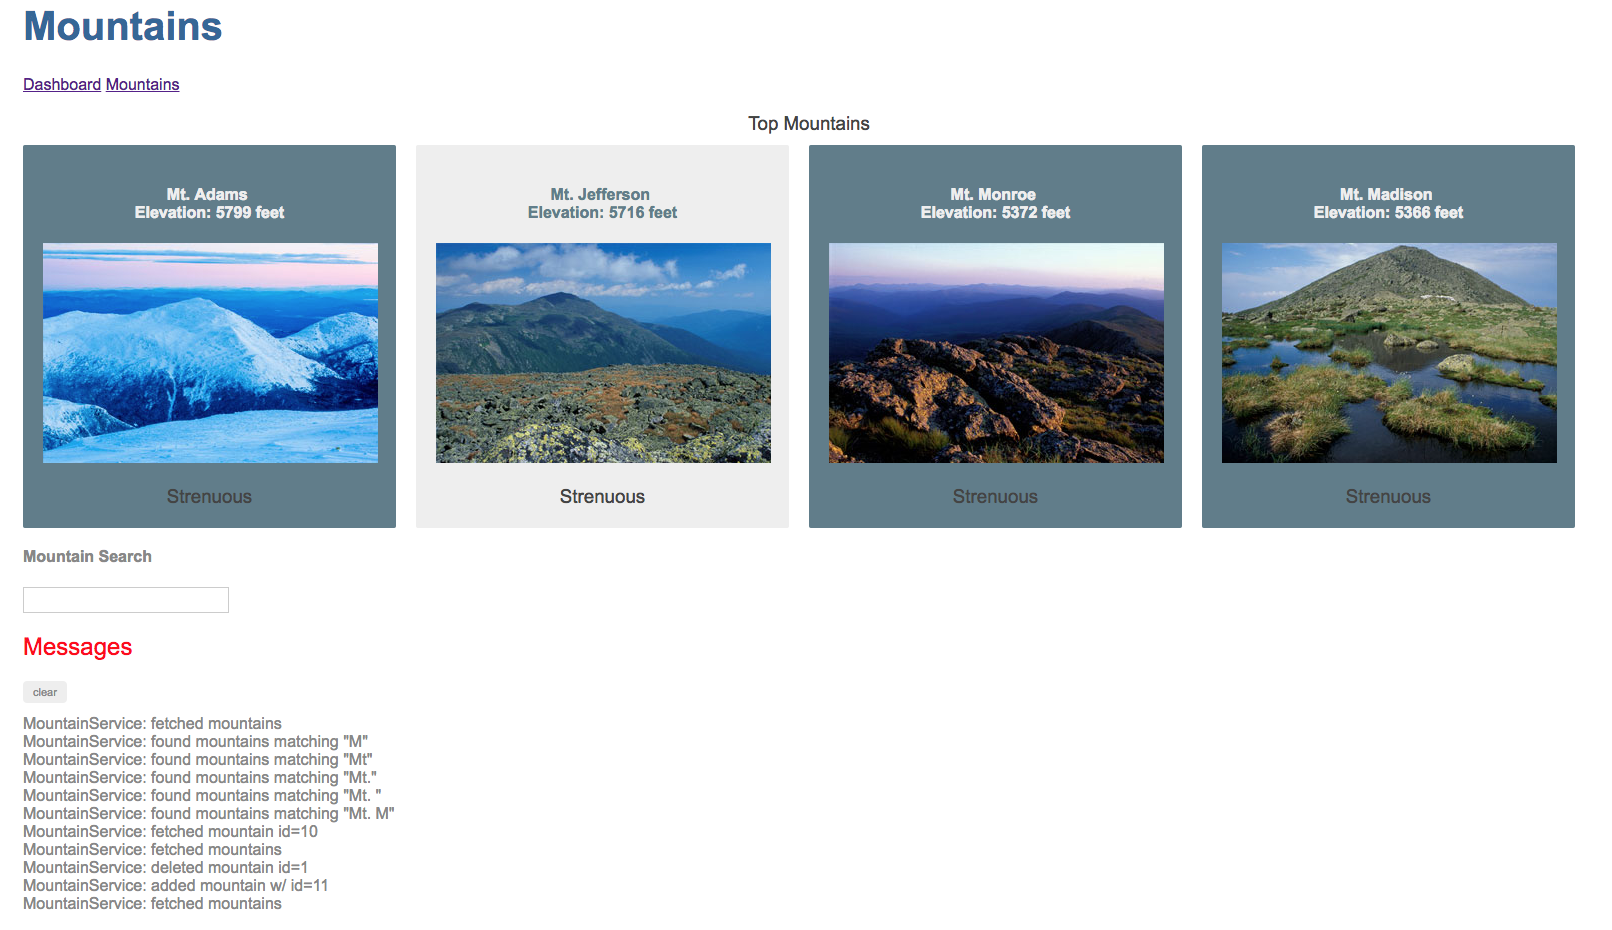 Mountains
Dashboard Mountains
Top Mountains
Mt. Adams
Elevation: 5799 feet
Strenuous
Mt. Jefferson
Elevation: 5716 feet
Strenuous
Mt. Monroe
Elevation: 5372 feet
Strenuous
Mt. Madison
Elevation: 5366 feet
Strenuous
Mountain Search
Messages
clear
MountainService: fetched mountains
MountainService: found mountains matching "M"
MountainService: found mountains matching "Mt"
MountainService: found mountains matching "Mt."
MountainService: found mountains matching "Mt. "
MountainService: found mountains matching "Mt. M"
MountainService: fetched mountain id=10
MountainService: fetched mountains
MountainService: deleted mountain id=1
MountainService: added mountain w/ id=11
MountainService: fetched mountains